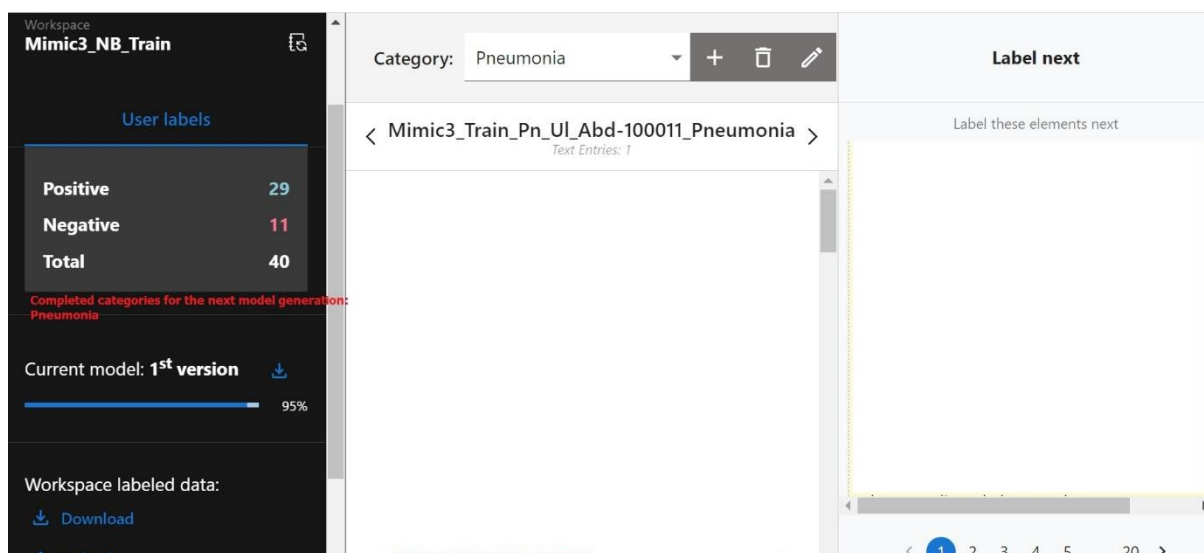 Workspace
Mimic3_NB_Train
User labels
Positive 29
Negative 11
Total 40
Completed categories for the next model generation:
Pneumonia
Current model: 1st version
95%
Workspace labeled data:
Download
Category: Pneumonia
Mimic3_Train_Pn_Ul_Abd-100011_Pneumonia
Text Entries: 1
Label next
Label these elements next
1 2 3 4 5 20